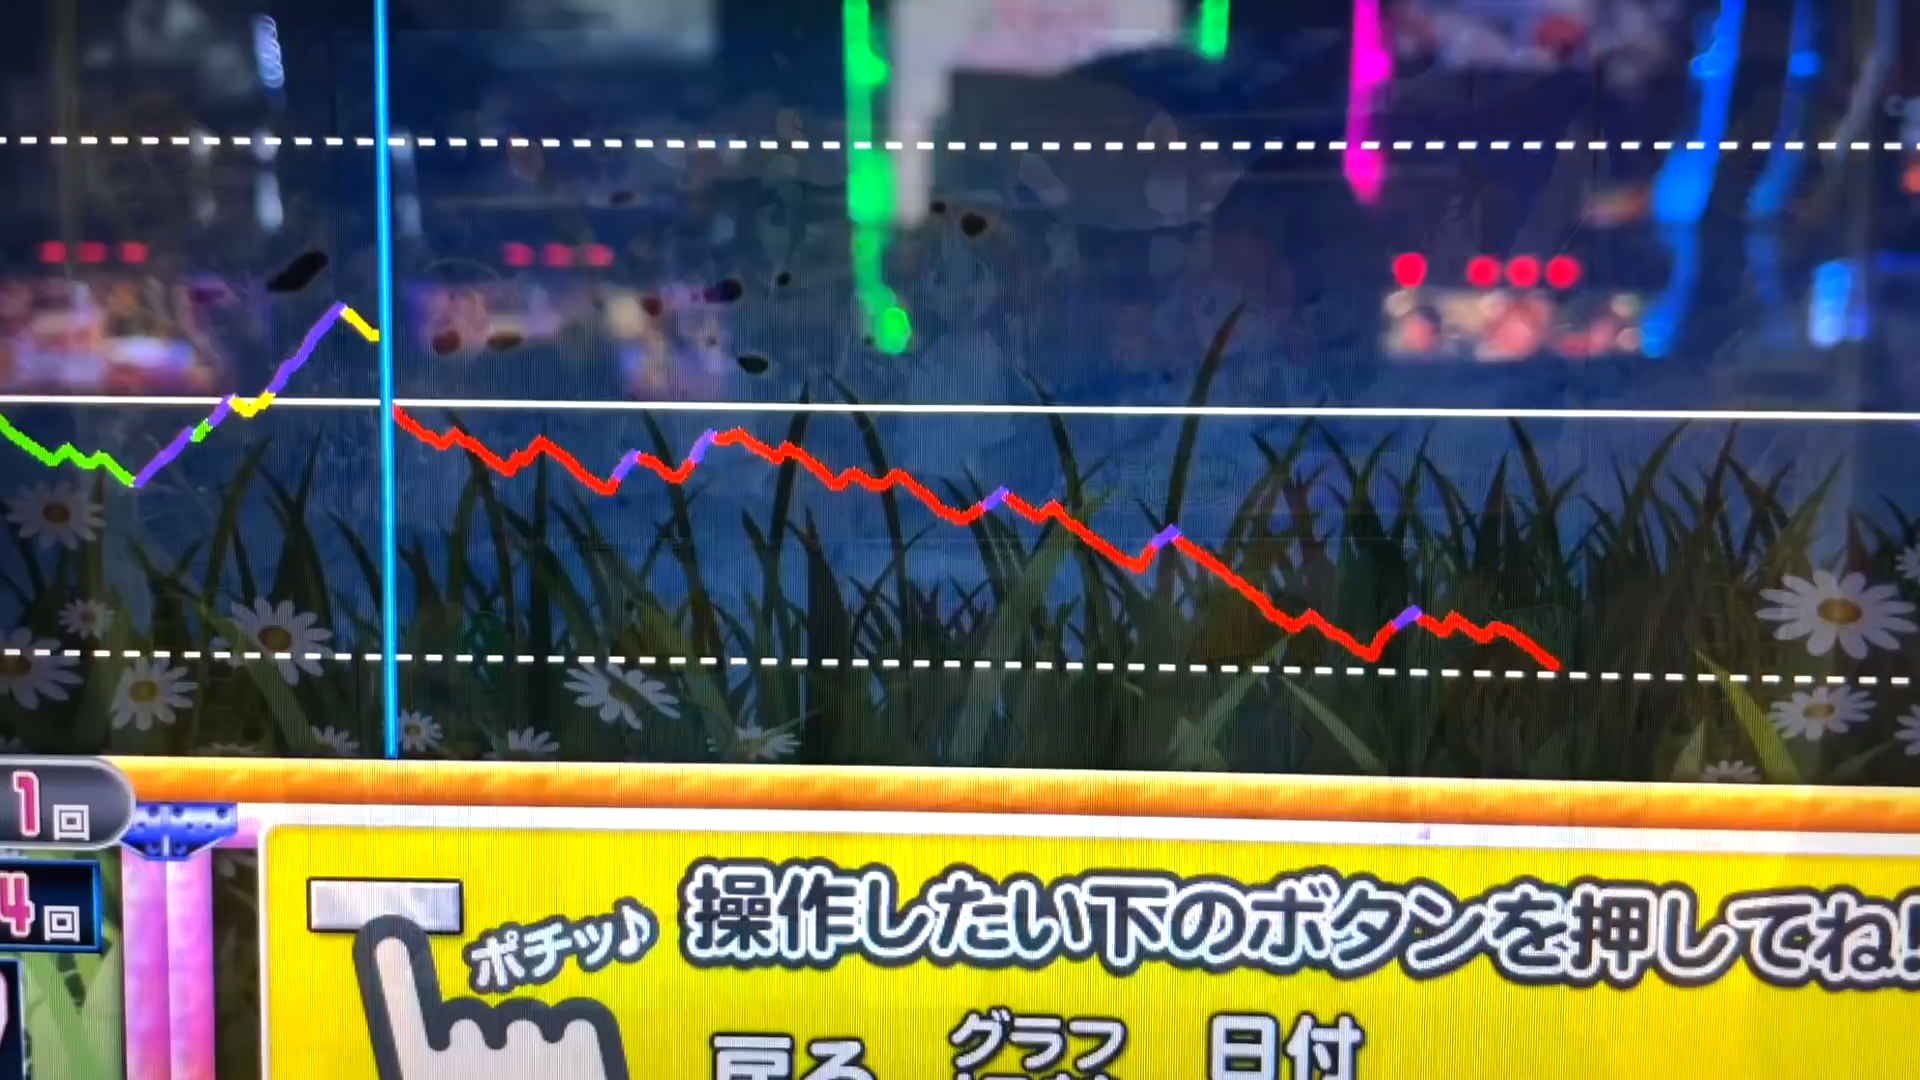 1回
4回
ポチッ♪
操作したい下のボタンを押してね!
戻る
グラフ
日付